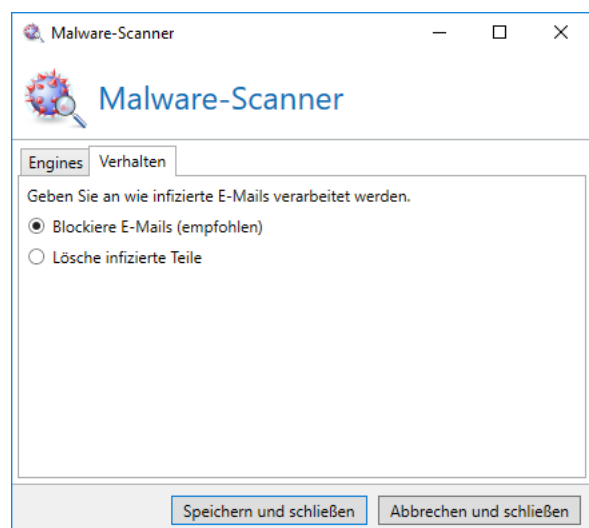 Malware-Scanner
Malware-Scanner
Engines Verhalten
Geben Sie an wie infizierte E-Mails verarbeitet werden.
Blockiere E-Mails (empfohlen)
Lösche infizierte Teile
Speichern und schließen Abbrechen und schließen